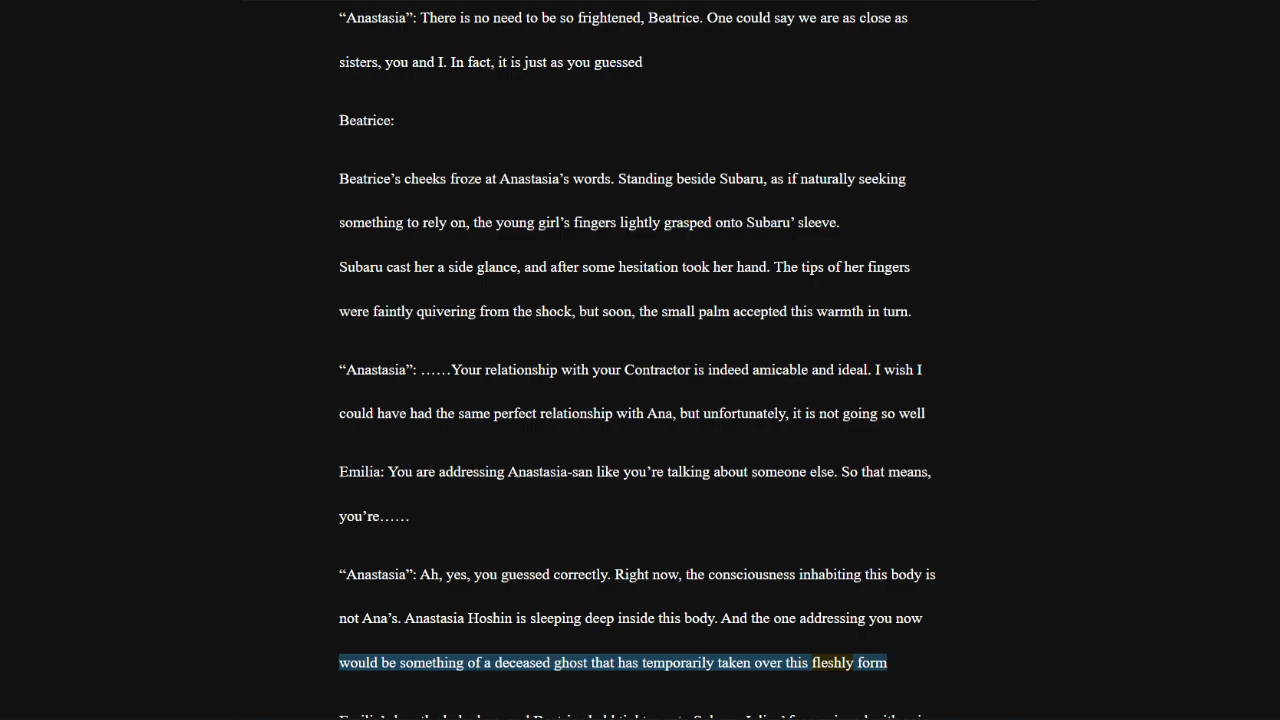 “Anastasia”: There is no need to be so frightened, Beatrice. One could say we are as close as
sisters, you and I. In fact, it is just as you guessed
Beatrice:
Beatrice’s cheeks froze at Anastasia’s words. Standing beside Subaru, as if naturally seeking
something to rely on, the young girl’s fingers lightly grasped onto Subaru’ sleeve.
Subaru cast her a side glance, and after some hesitation took her hand. The tips of her fingers
were faintly quivering from the shock, but soon, the small palm accepted this warmth in turn.
“Anastasia”: ……Your relationship with your Contractor is indeed amicable and ideal. I wish I
could have had the same perfect relationship with Ana, but unfortunately, it is not going so well
Emilia: You are addressing Anastasia-san like you’re talking about someone else. So that means,
you’re……
“Anastasia”: Ah, yes, you guessed correctly. Right now, the consciousness inhabiting this body is
not Ana’s. Anastasia Hoshin is sleeping deep inside this body. And the one addressing you now
would be something of a deceased ghost that has temporarily taken over this fleshly form